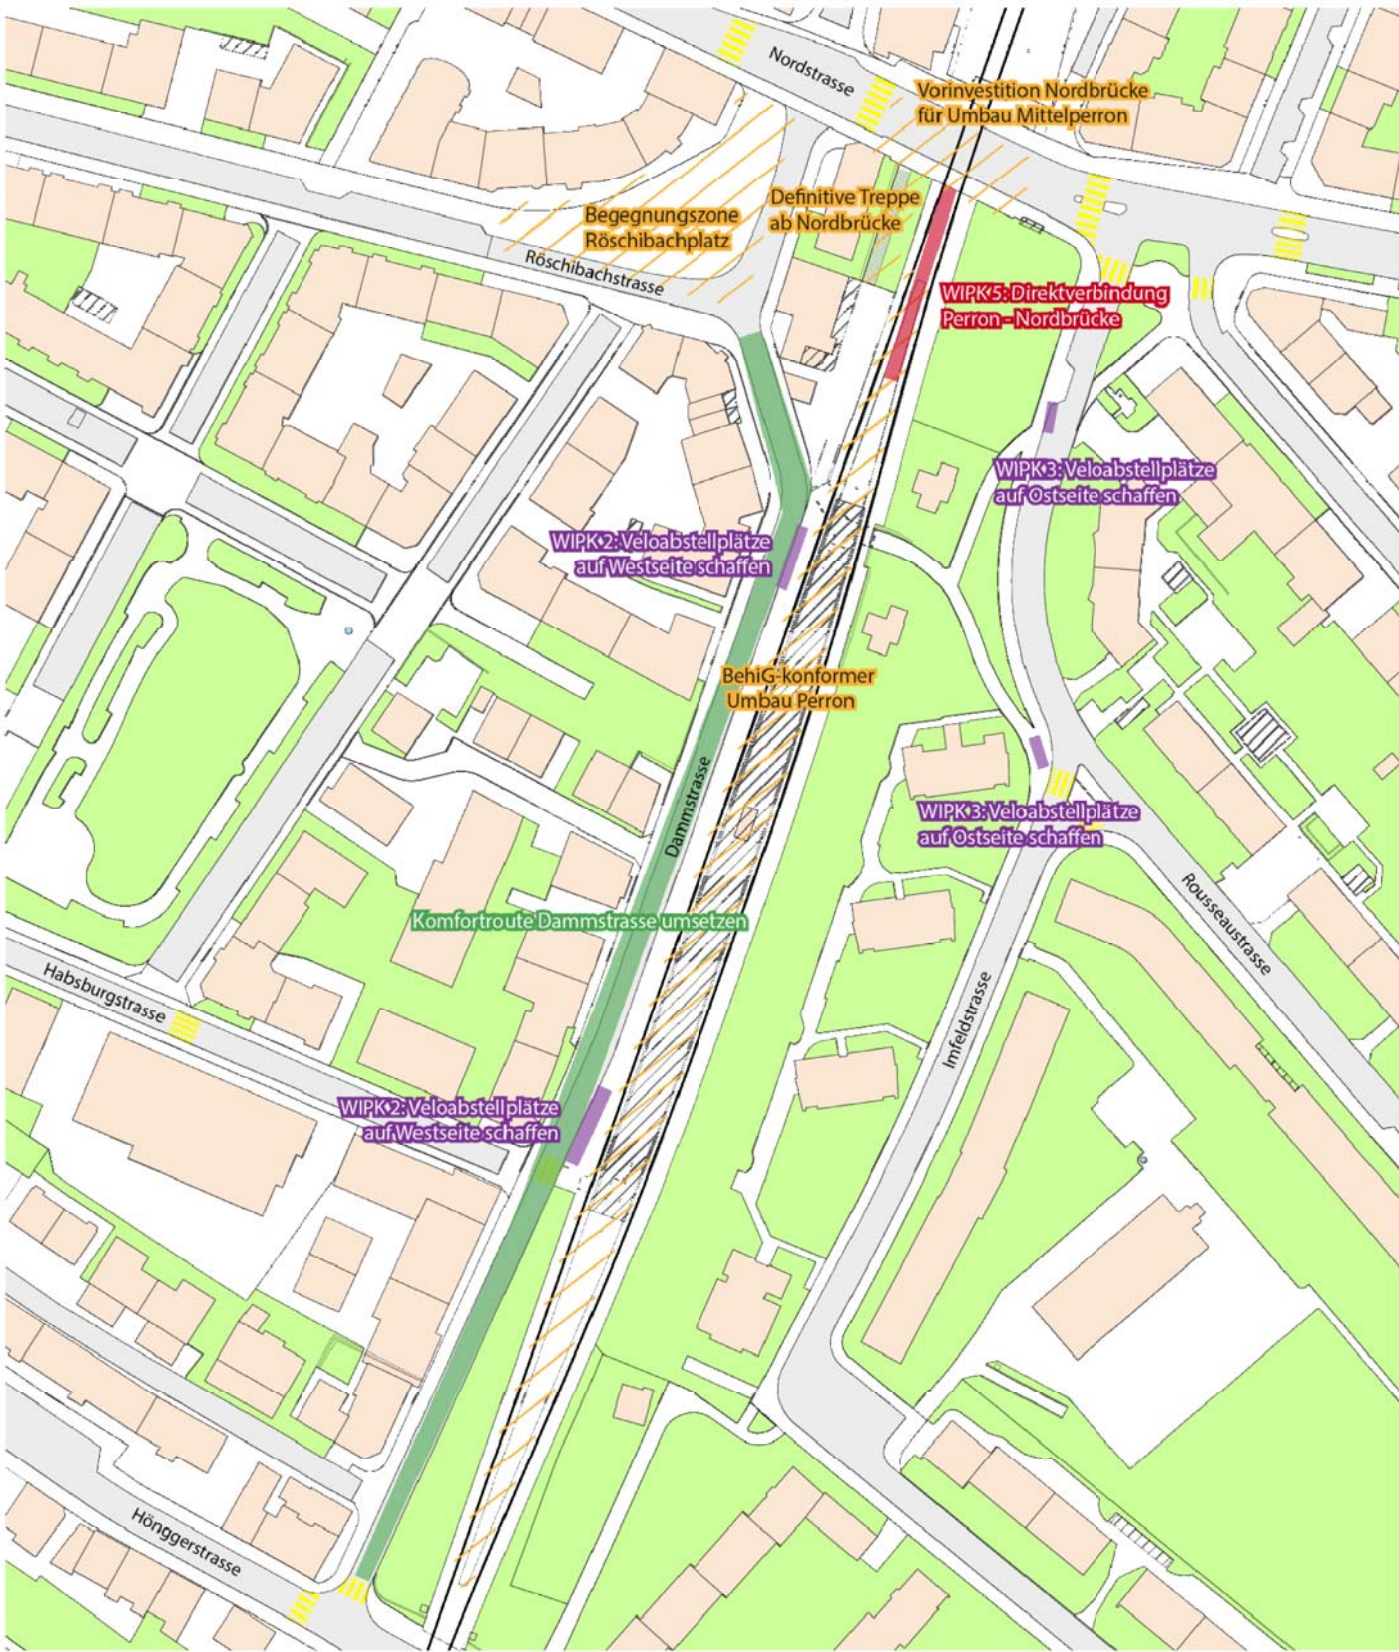 Nordstrasse
Vorinvestition Nordbrücke
für Umbau Mittelperron
Definitive Treppe
ab Nordbrücke
Begegnungszone
Röschibachplatz
Röschibachstrasse
WIPK 5: Direktverbindung
Perron - Nordbrücke
WIPK 3: Veloabstellplätze
auf Ostseite schaffen
WIPK 2: Veloabstellplätze
auf Westseite schaffen
BehiG-konformer
Umbau Perron
Dammstrasse
WIPK 3: Veloabstellplätze
auf Ostseite schaffen
Rousseaustrasse
Komfortroute Dammstrasse umsetzen
Habsburgstrasse
Imfeldstrasse
WIPK 2: Veloabstellplätze
auf Westseite schaffen
Hönggerstrasse